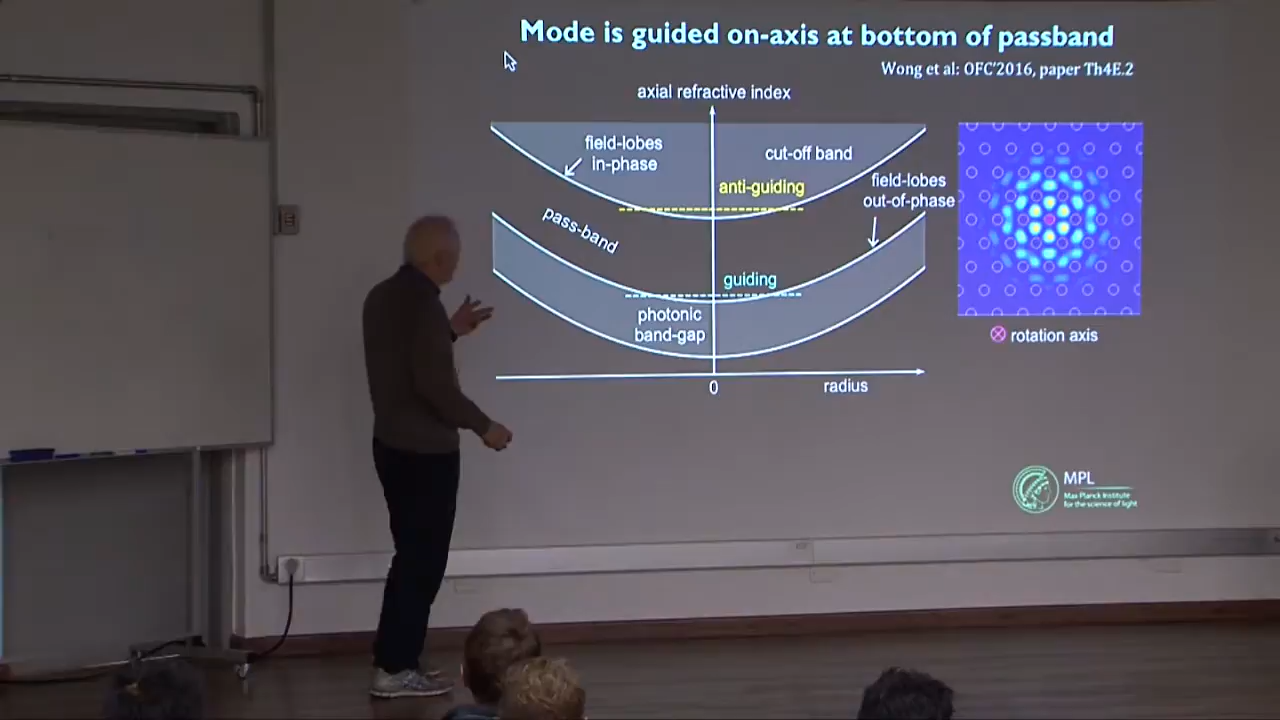 Mode is guided on-axis at bottom of passband
Wong et al: OFC'2016, paper Th4E.2
axial refractive index
field-lobes
in-phase
cut-off band
anti-guiding
field-lobes
out-of-phase
pass-band
guiding
photonic
band-gap
rotation axis
0
radius
MPL
Max Planck Institute
for the science of light